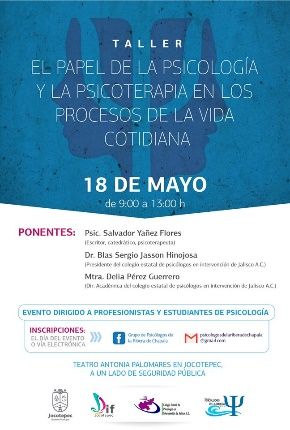 TALLER
EL PAPEL DE LA PSICOLOGÍA
Y LA PSICOTERAPIA EN LOS
PROCESOS DE LA VIDA
COTIDIANA
18 DE MAYO
de 9:00 a 13:00 h
PONENTES: Psic. Salvador Yañez Flores
(Escritor, catedrático, psicoterapeuta)
Dr. Blas Sergio Jasson Hinojosa
(Presidente del colegio estatal de psicólogos en intervención de Jalisco A.C.)
Mtra. Delia Pérez Guerrero
(Dir. Académica del colegio estatal de psicólogos en intervención de Jalisco A.C.)
EVENTO DIRIGIDO A PROFESIONISTAS Y ESTUDIANTES DE PSICOLOGÍA
INSCRIPCIONES:
EL DÍA DEL EVENTO
O VÍA ELECTRÓNICA
Grupo de Psicólogos de
la Ribera de Chapala
psicologosdelariberadechapala
@gmail.com
TEATRO ANTONIA PALOMARES EN JOCOTEPEC,
A UN LADO DE SEGURIDAD PÚBLICA
Jocotepec
dif